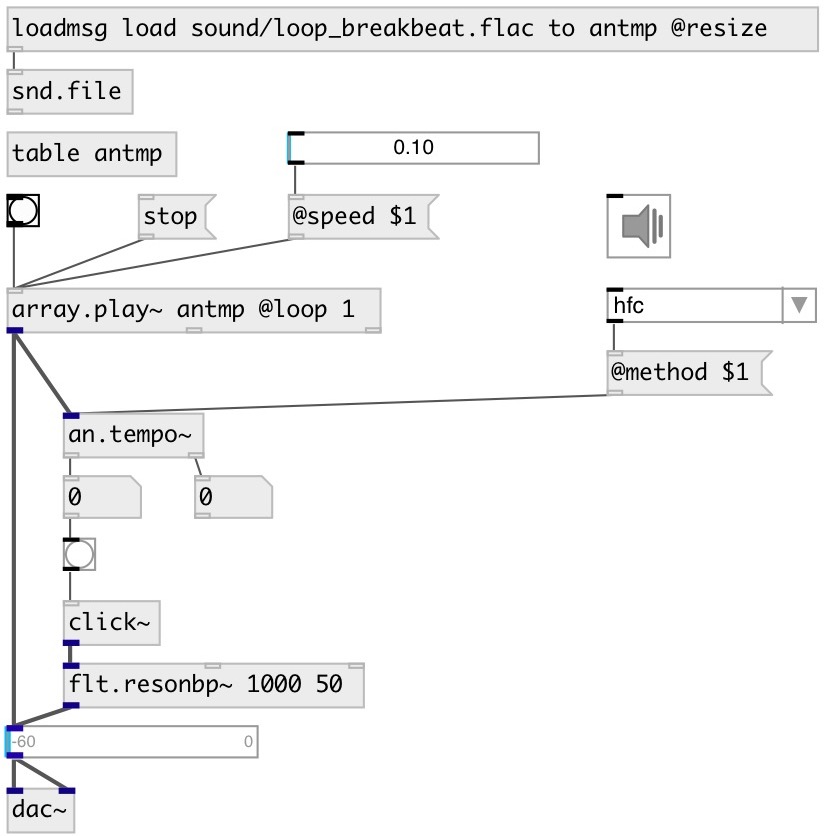 loadmsg load sound/loop_breakbeat.flac to antmp @resize
snd.file
table antmp
0.10
stop
@speed $1
array.play~ antmp @loop 1
hfc
@method $1
an.tempo~
0 0
click~
flt.resonbp~ 1000 50
-60 0
dac~